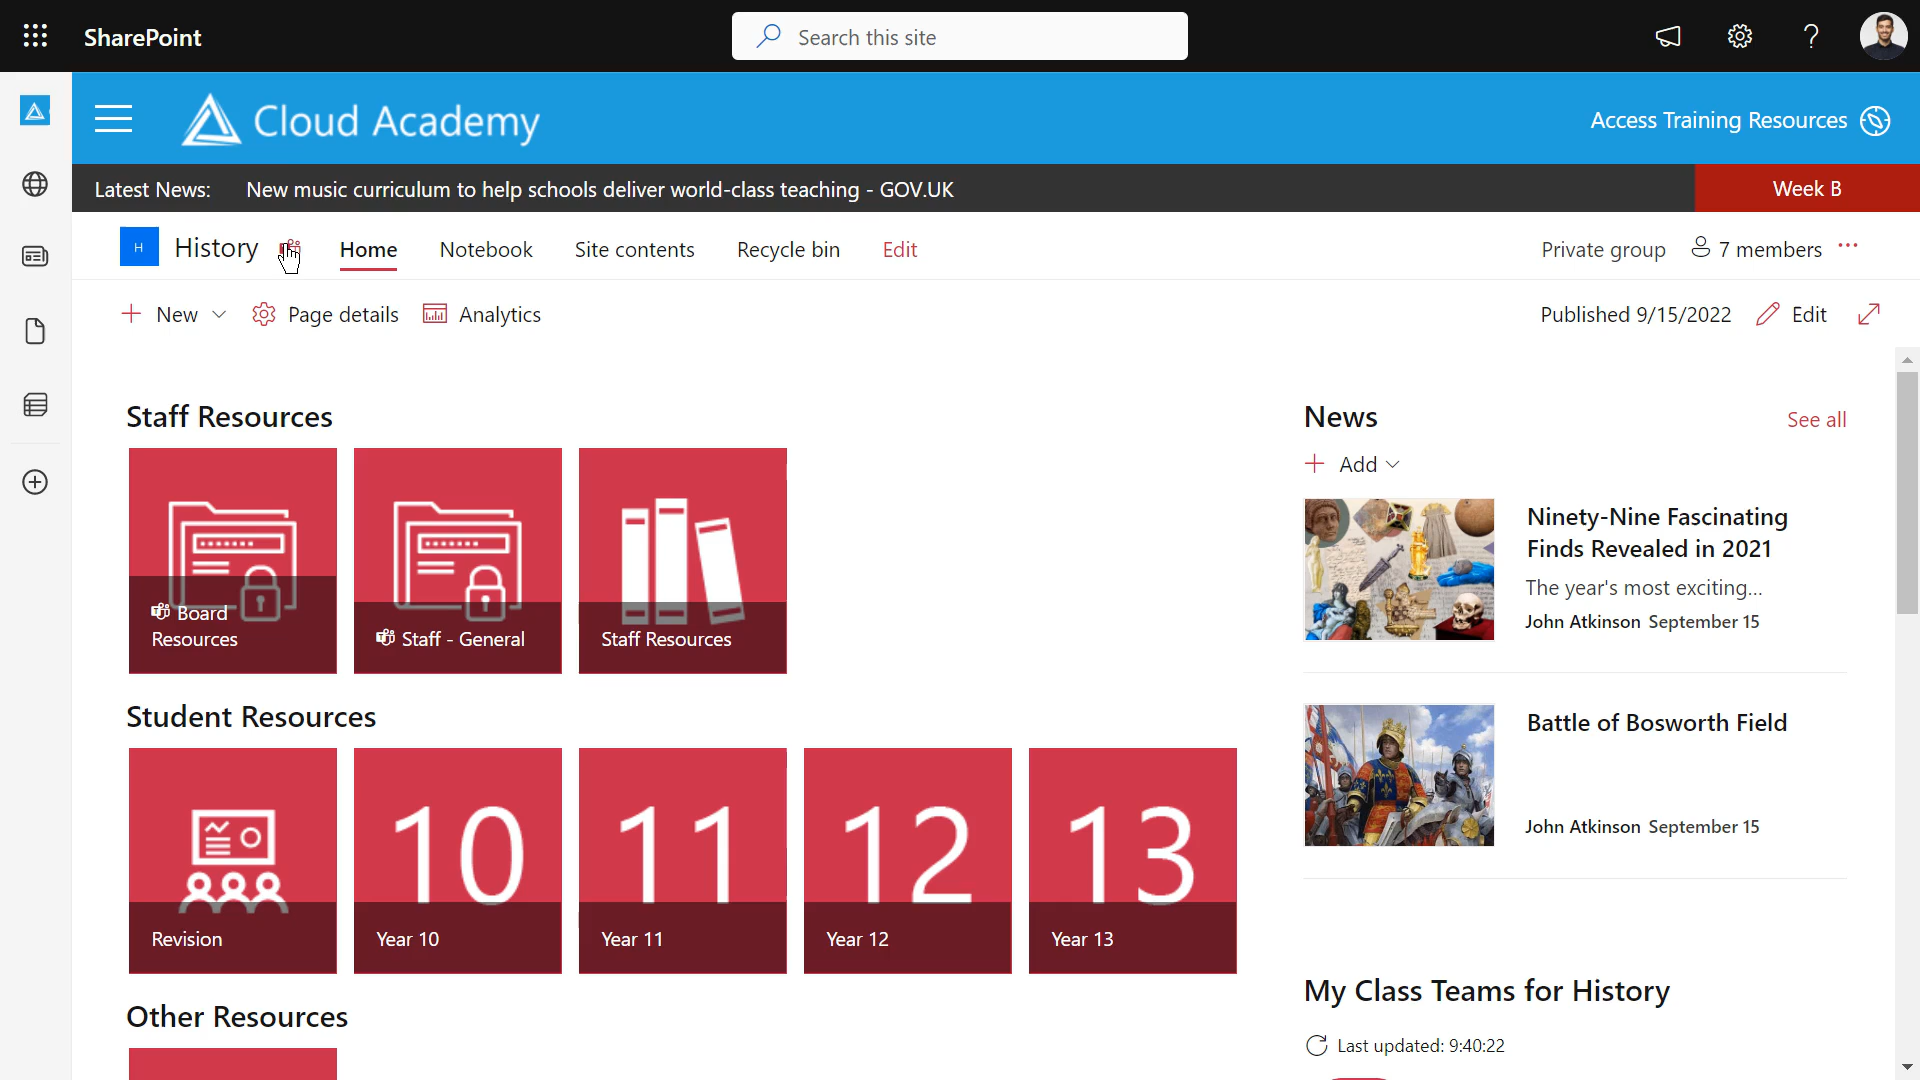 SharePoint
Search this site
Cloud Academy
Access Training Resources
Latest News: New music curriculum to help schools deliver world-class teaching - GOV.UK
Week B
H
History
Home
Notebook
Site contents
Recycle bin
Edit
Private group
7 members
New
Page details
Analytics
Published 9/15/2022
Edit
Staff Resources
Board
Resources
Staff - General
Staff Resources
Student Resources
Revision
10
Year 10
11
Year 11
12
Year 12
13
Year 13
Other Resources
News
See all
Add
Ninety-Nine Fascinating
Finds Revealed in 2021
The year's most exciting...
John Atkinson September 15
Battle of Bosworth Field
John Atkinson September 15
My Class Teams for History
Last updated: 9:40:22